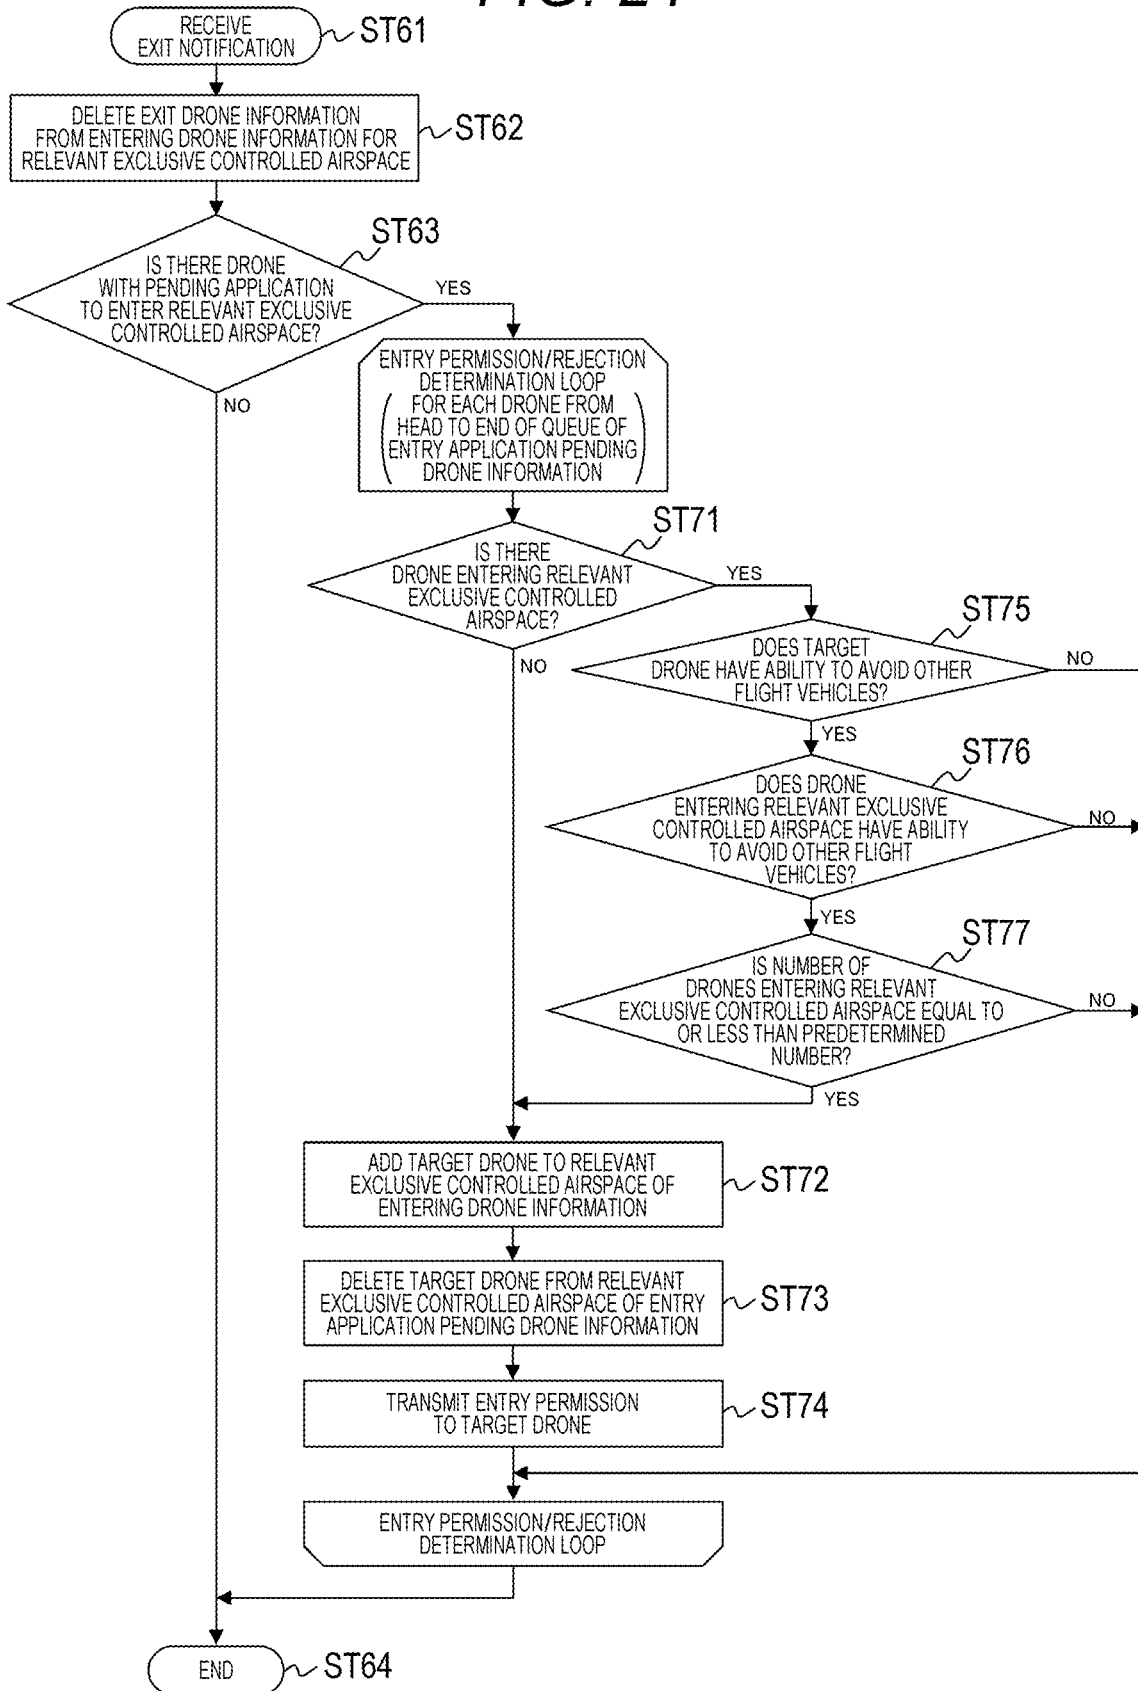 RECEIVE
EXIT NOTIFICATION
ST61
DELETE EXIT DRONE INFORMATION
FROM ENTERING DRONE INFORMATION FOR
RELEVANT EXCLUSIVE CONTROLLED AIRSPACE
ST62
ST63
IS THERE DRONE
WITH PENDING APPLICATION
TO ENTER RELEVANT EXCLUSIVE
CONTROLLED AIRSPACE?
YES
NO
ENTRY PERMISSION/REJECTION
DETERMINATION LOOP
FOR EACH DRONE FROM
HEAD TO END OF QUEUE OF
ENTRY APPLICATION PENDING
DRONE INFORMATION
ST71
IS THERE
DRONE ENTERING RELEVANT
EXCLUSIVE CONTROLLED
AIRSPACE?
YES
NO
ST75
DOES TARGET
DRONE HAVE ABILITY TO AVOID OTHER
FLIGHT VEHICLES?
NO
YES
ST76
DOES DRONE
ENTERING RELEVANT EXCLUSIVE
CONTROLLED AIRSPACE HAVE ABILITY
TO AVOID OTHER FLIGHT
VEHICLES?
NO
YES
ST77
IS NUMBER OF
DRONES ENTERING RELEVANT
EXCLUSIVE CONTROLLED AIRSPACE EQUAL TO
OR LESS THAN PREDETERMINED
NUMBER?
NO
YES
ADD TARGET DRONE TO RELEVANT
EXCLUSIVE CONTROLLED AIRSPACE OF
ENTERING DRONE INFORMATION
ST72
DELETE TARGET DRONE FROM RELEVANT
EXCLUSIVE CONTROLLED AIRSPACE OF ENTRY
APPLICATION PENDING DRONE INFORMATION
ST73
TRANSMIT ENTRY PERMISSION
TO TARGET DRONE
ST74
ENTRY PERMISSION/REJECTION
DETERMINATION LOOP
END
ST64